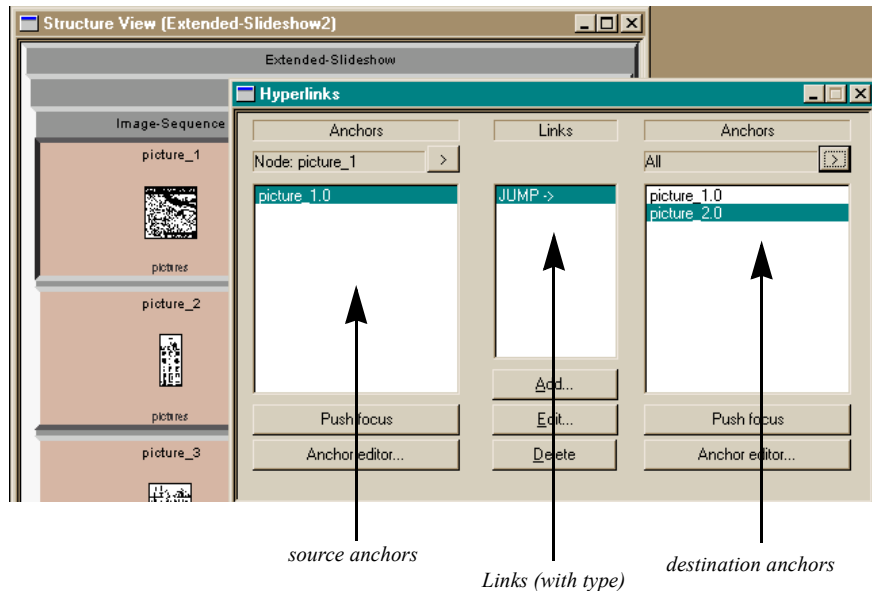 Structure View (Extended-Slideshow2)
Extended-Slideshow
Hyperlinks
Image-Sequence
picture_1
pictures
picture_2
pictures
picture_3
Anchors
Links
Anchors
Node: picture_1
>
All
>
picture_1.0
JUMP ->
picture_1.0
picture_2.0
Add...
Push focus
Edit...
Push focus
Anchor editor...
Delete
Anchor editor...
source anchors
Links (with type)
destination anchors